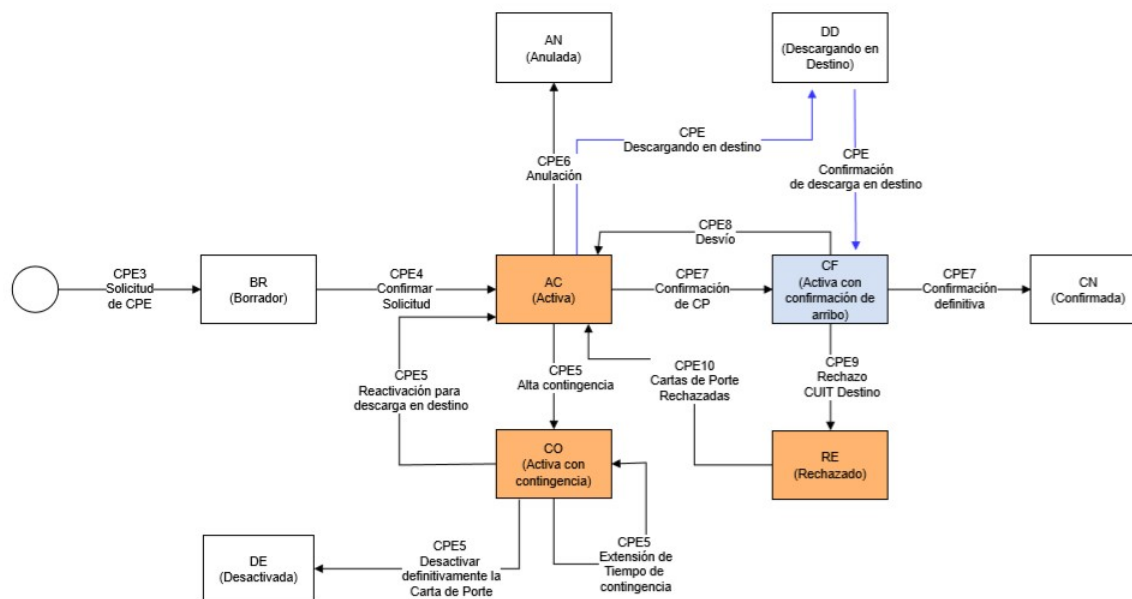 AN
(Anulada)
DD
(Descargando en
Destino)
CPE
Descargando en destino
CPE6
Anulación
CPE
Confirmación
de descarga en destino
CPE8
Desvío
CPE3
Solicitud
de CPE
BR
(Borrador)
CPE4
Confirmar
Solicitud
AC
(Activa)
CPE7
Confirmación
de CP
CF
(Activa con
confirmación de
arribo)
CPE7
Confirmación
definitiva
CN
(Confirmada)
CPE5
Reactivación para
descarga en destino
CPE5
Alta contingencia
CPE10
Cartas de Porte
Rechazadas
CPE9
Rechazo
CUIT Destino
CO
(Activa con
contingencia)
RE
(Rechazado)
DE
(Desactivada)
CPE5
Desactivar
definitivamente la
Carta de Porte
CPE5
Extensión de
Tiempo de
contingencia